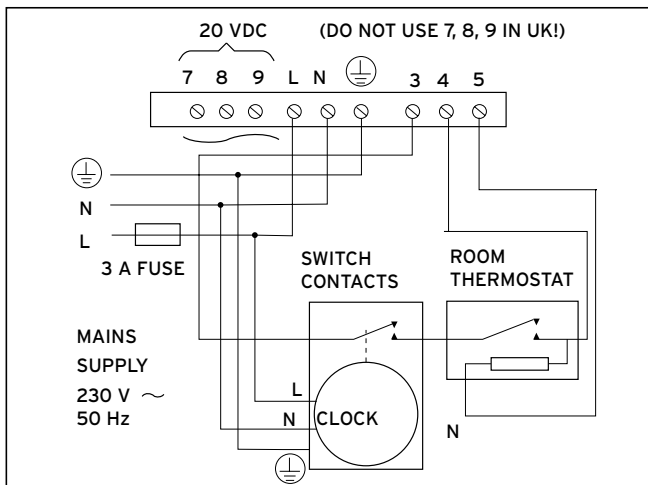 20 VDC (DO NOT USE 7, 8, 9 IN UK!)
7 8 9 L N 3 4 5
N
L
3 A FUSE
SWITCH
CONTACTS
ROOM
THERMOSTAT
MAINS
SUPPLY
230 V ~
50 Hz
L
N CLOCK
N